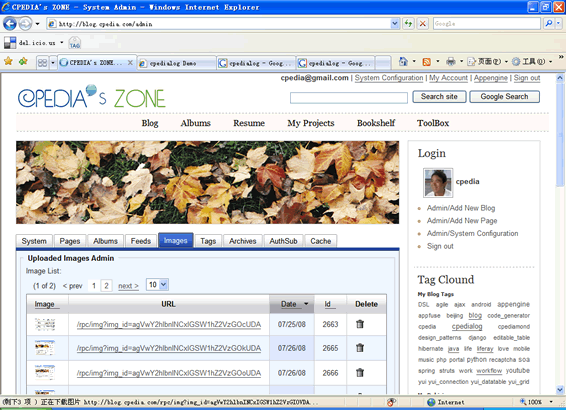 CPEDIA's ZONE - System Admin - Windows Internet Explorer
http://blog.cpedia.com/admin
Google
del.icio.us
TAG
CPEDIA's ZONE...
cpedialog Demo
cpedialog - Goog...
cpedialog - Goog...
页面(P)
工具(O)
cpedia@gmail.com | System Configuration | My Account | Appengine | Sign out
CPEDIA's ZONE
Search site
Google Search
Blog Albums Resume My Projects Bookshelf ToolBox
Login
cpedia
Admin/Add New Blog
Admin/Add New Page
Admin/System Configuration
Sign out
System Pages Albums Feeds Images Tags Archives AuthSub Cache
Uploaded Images Admin
Image List:
(1 of 2) < prev 1 2 next > 10
Image URL Date Id Delete
/rpc/img?img_id=agVwY2hlbnINCxIGSW1hZ2VzGOcUDA 07/25/08 2663
/rpc/img?img_id=agVwY2hlbnINCxIGSW1hZ2VzGOkUDA 07/26/08 2665
/rpc/img?img_id=agVwY2hlbnINCxIGSW1hZ2VzGOoUDA 07/26/08 2666
Tag Clound
My Blog Tags
DSL agile ajax android appengine
appfuse beijing blog code_generator
cpedia cpedialog cpediamond
design_patterns django editable_table
hibernate java life liferay love mobile
music php portal python recaptcha soa
spring struts work workflow youtube
yui yui_connection yui_datatable yui_grid
(剩下 3 项) 正在下载图片 http://blog.cpedia.com/rpc/img?img_id=agVwY2hlbnINCxIGSW1hZ2VzGIOVDA...
Internet
100%